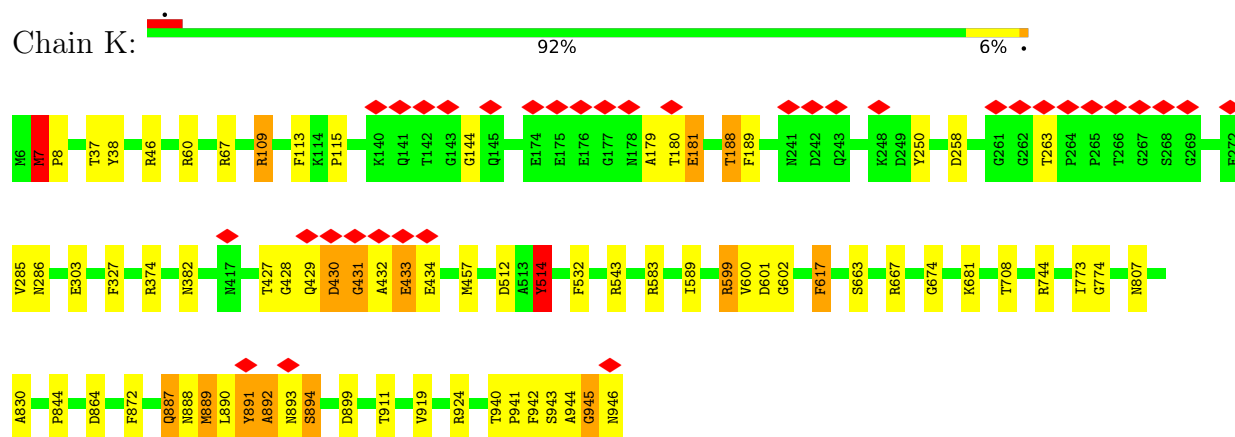 Chain K:
92% 6%
M6 M7 P8 T37 Y38 R46 R60 R67 R109 F113 K114 P115 K140 Q141 T142 G143 G144 Q145 E174 E175 E176 G177 N178 A179 T180 E181 T188 F189 N241 D242 Q243 K248 D249 Y250 D258 G261 G262 T263 P264 P265 T266 G267 S268 G269
V285 N286 E303 F327 R374 N382 N417 T427 G428 Q429 D430 G431 A432 E433 E434 M457 D512 A513 Y514 F532 R543 R583 I589 R599 V600 D601 G602 F617 S663 R667 G674 K681 T708 R744 I773 G774 N807
A830 P844 D864 F872 Q887 N888 M889 L890 Y891 A892 N893 S894 D899 T911 V919 R924 T940 P941 F942 S943 A944 G945 N946